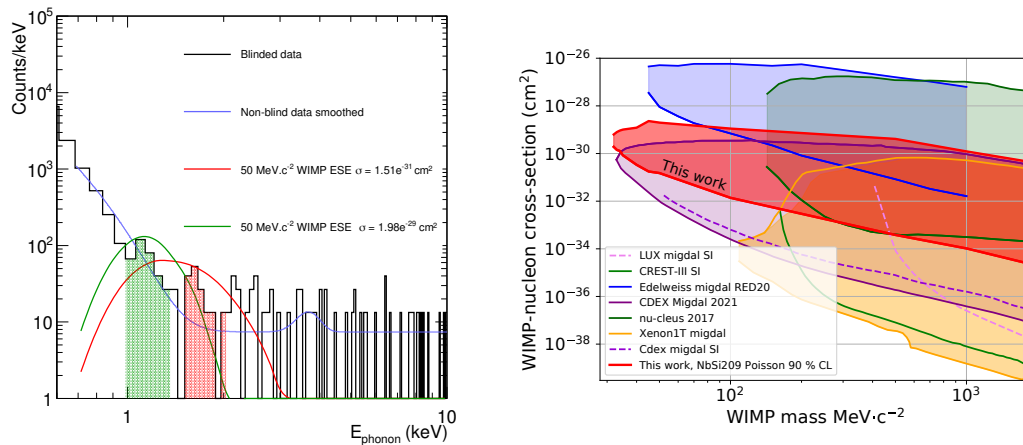 10^5
10^4
10^3
10^2
10
1
Counts/keV
Blinded data
Non-blind data smoothed
50 MeV.c^-2 WIMP ESE σ = 1.51e^-31 cm^2
50 MeV.c^-2 WIMP ESE σ = 1.98e^-29 cm^2
1
10
E_phonon (keV)
10^−26
10^−28
10^−30
10^−32
10^−34
10^−36
10^−38
WIMP-nucleon cross-section (cm^2)
This work
LUX migdal SI
CREST-III SI
Edelweiss migdal RED20
CDEX Migdal 2021
nu-cleus 2017
Xenon1T migdal
Cdex migdal SI
This work, NbSi209 Poisson 90 % CL
10^2
10^3
WIMP mass MeV·c^−2